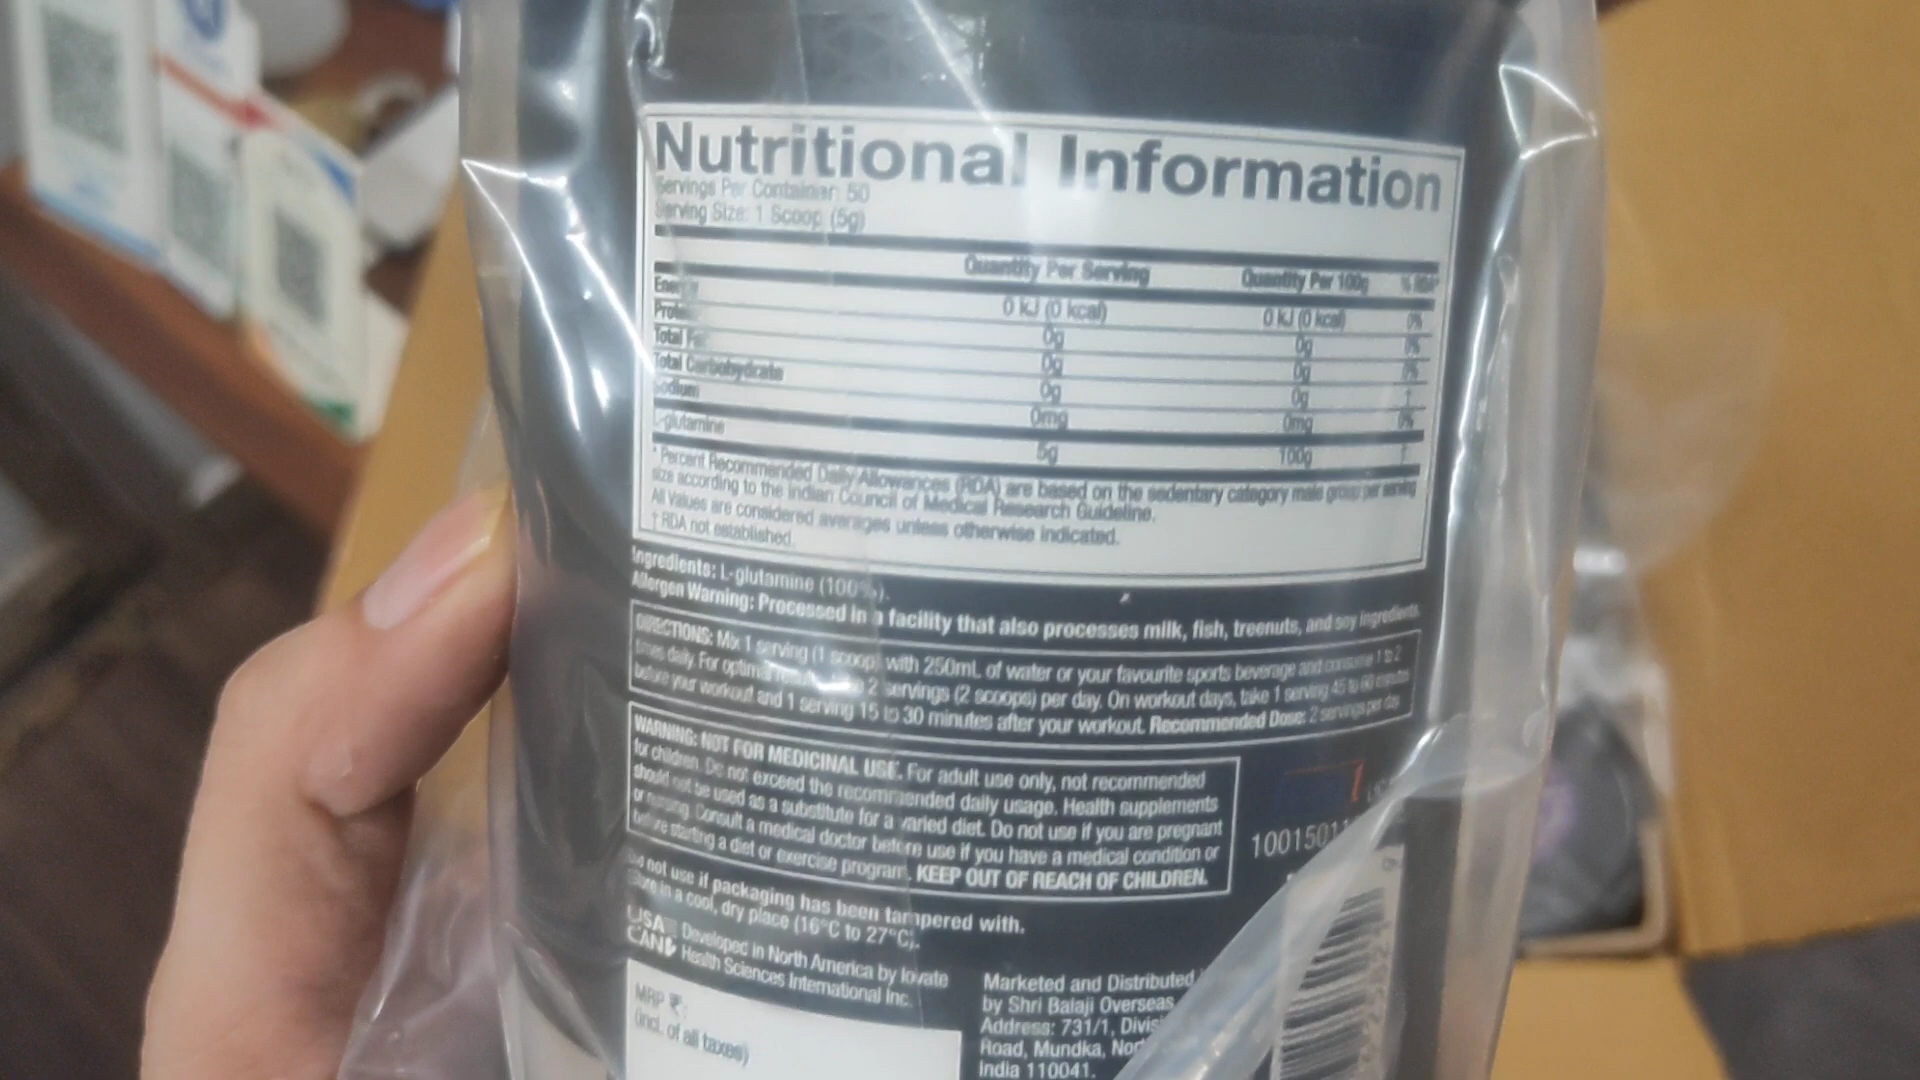 Nutritional Information
Servings Per Container: 50
Serving Size: 1 Scoop (5g)
Quantity Per Serving Quantity Per 100g % RDA*
Energy 0 kJ (0 kcal) 0 kJ (0 kcal) 0%
Protein 0g 0g 0%
Total Fat 0g 0g 0%
Total Carbohydrate 0g 0g †
Sodium 0mg 0mg 0%
L-glutamine 5g 100g †
* Percent Recommended Daily Allowances (RDA) are based on the sedentary category male group per serving
size according to the Indian Council of Medical Research Guideline.
All Values are considered averages unless otherwise indicated.
† RDA not established.
Ingredients: L-glutamine (100%).
Allergen Warning: Processed in a facility that also processes milk, fish, treenuts, and soy ingredients.
DIRECTIONS: Mix 1 serving (1 scoop) with 250mL of water or your favourite sports beverage and consume 1 to 2
times daily. For optimal 2 servings (2 scoops) per day. On workout days, take 1 serving 45 to 60 minutes
before your workout and 1 serving 15 to 30 minutes after your workout. Recommended Dose: 2 servings per day
WARNING: NOT FOR MEDICINAL USE. For adult use only, not recommended
for children. Do not exceed the recommended daily usage. Health supplements
should not be used as a substitute for a varied diet. Do not use if you are pregnant
or nursing. Consult a medical doctor before use if you have a medical condition or
before starting a diet or exercise program. KEEP OUT OF REACH OF CHILDREN.
1001501
Do not use if packaging has been tampered with.
Store in a cool, dry place (16°C to 27°C).
USA Developed in North America by Iovate
CAN Health Sciences International Inc.
MRP ₹:
(incl. of all taxes)
Marketed and Distributed
by Shri Balaji Overseas
Address: 731/1, Divis
Road, Mundka, Nor
India 110041.